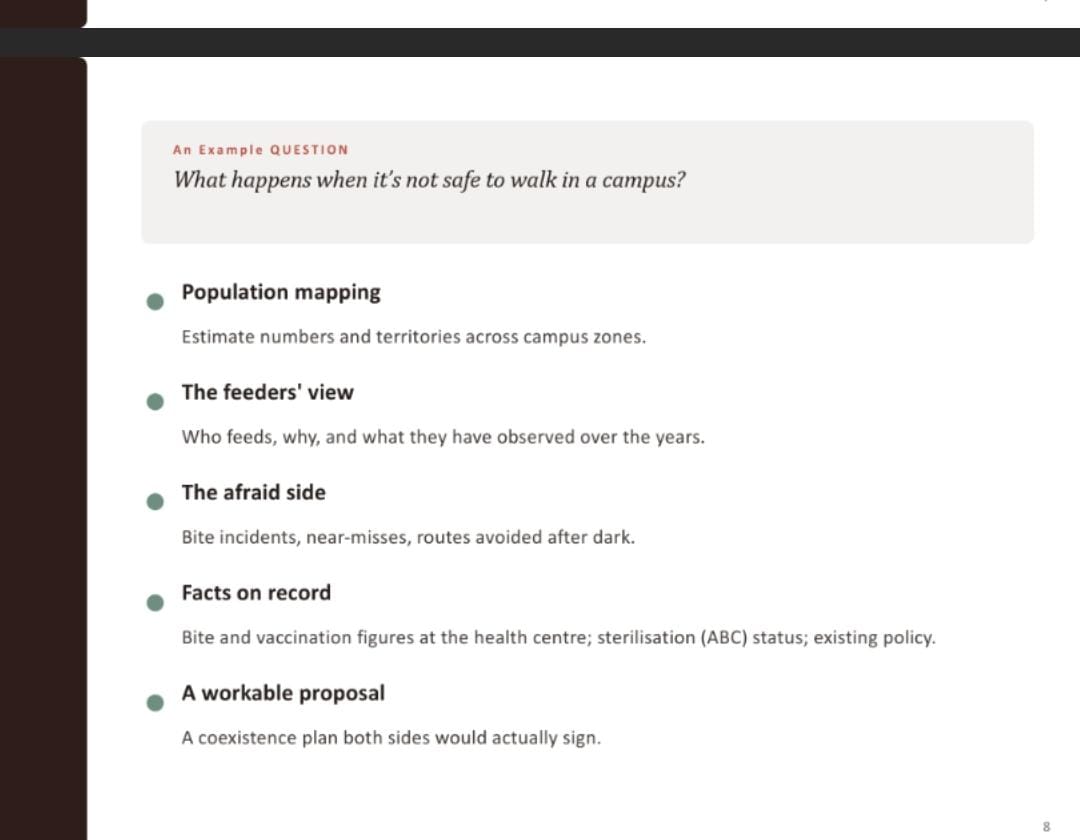 An Example QUESTION
What happens when it’s not safe to walk in a campus?
Population mapping
Estimate numbers and territories across campus zones.
The feeders' view
Who feeds, why, and what they have observed over the years.
The afraid side
Bite incidents, near-misses, routes avoided after dark.
Facts on record
Bite and vaccination figures at the health centre; sterilisation (ABC) status; existing policy.
A workable proposal
A coexistence plan both sides would actually sign.
8